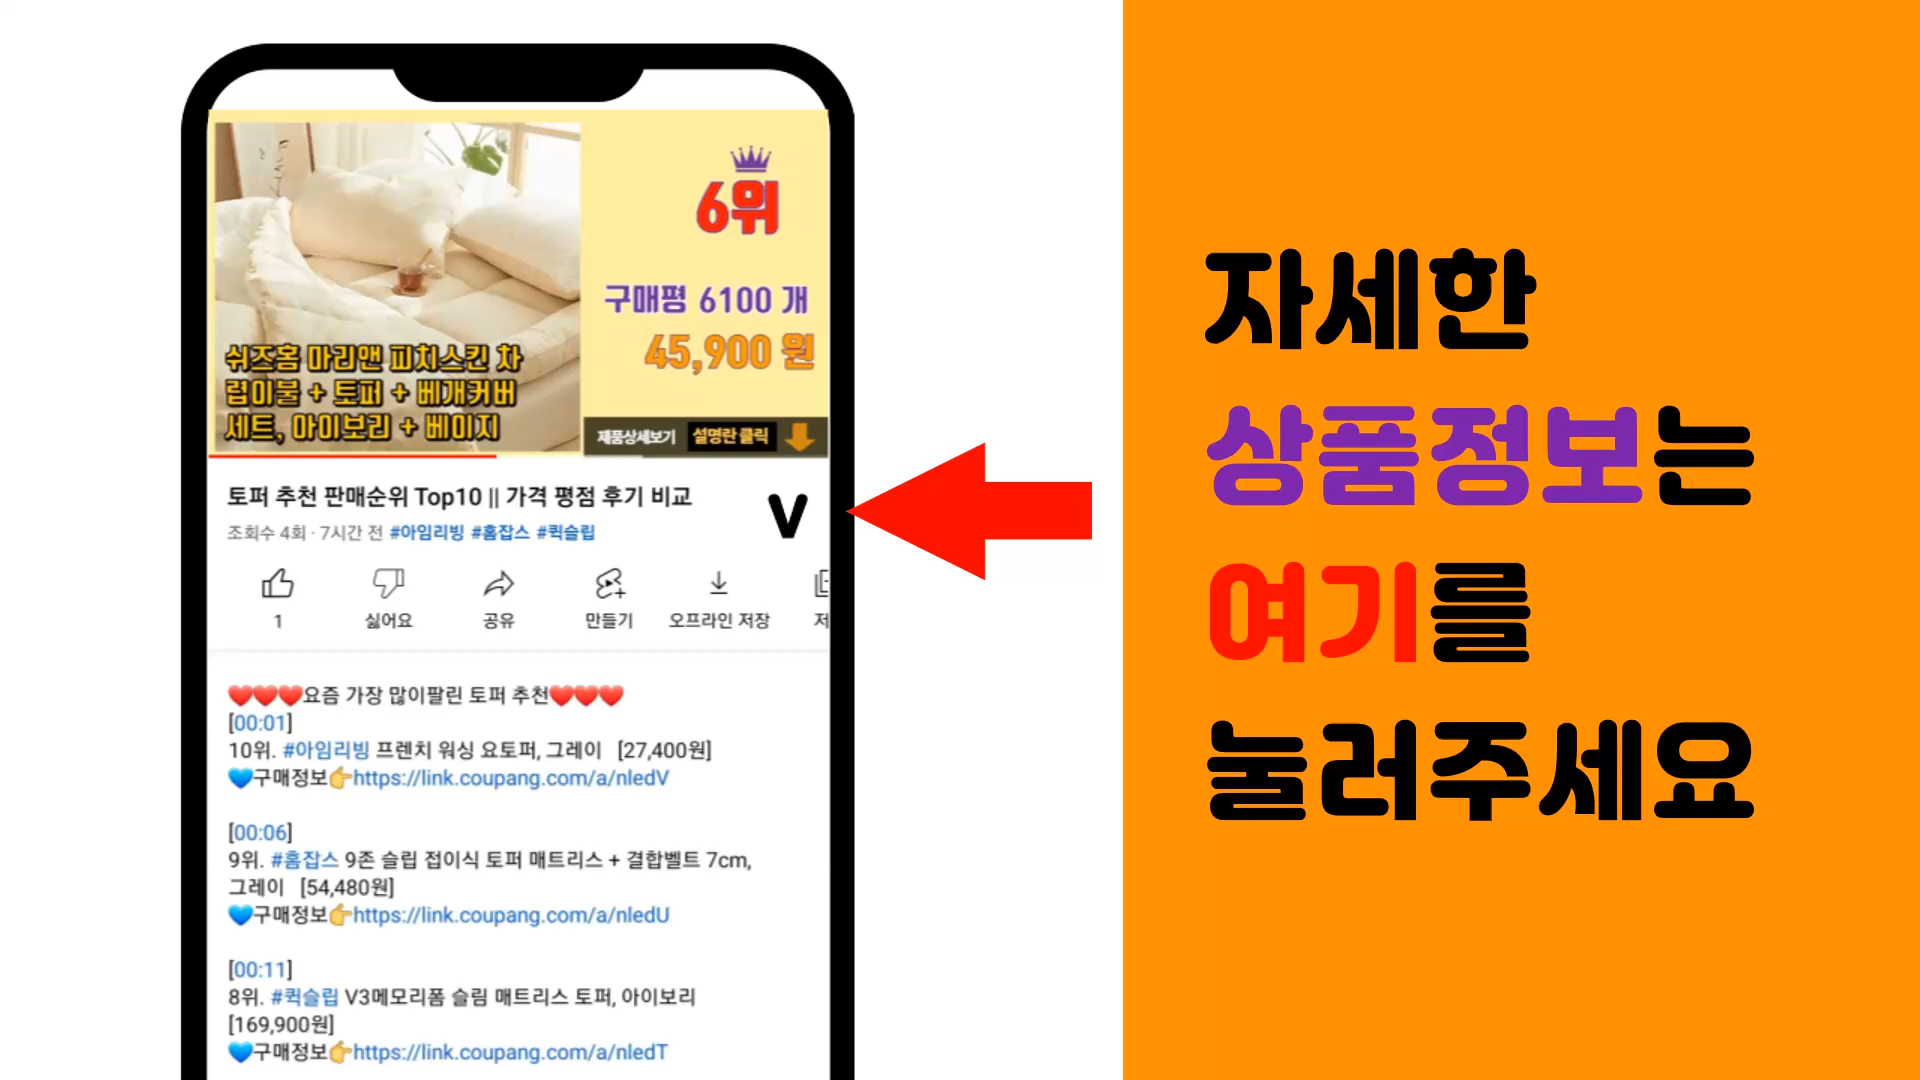 6위
구매평 6100 개
45,900 원
쉬즈홈 마리앤 피치스킨 차
렵이불 + 토퍼 + 베개커버
세트, 아이보리 + 베이지
제품상세보기 설명란 클릭
토퍼 추천 판매순위 Top10 || 가격 평점 후기 비교
V
조회수 4회 · 7시간 전 #아임리빙 #홈잡스 #퀵슬립
1 싫어요 공유 만들기 오프라인 저장 저
❤️❤️❤️요즘 가장 많이팔린 토퍼 추천❤️❤️❤️
[00:01]
10위. #아임리빙 프렌치 워싱 요토퍼, 그레이 [27,400원]
💙구매정보👉https://link.coupang.com/a/nledV
[00:06]
9위. #홈잡스 9존 슬립 접이식 토퍼 매트리스 + 결합벨트 7cm,
그레이 [54,480원]
💙구매정보👉https://link.coupang.com/a/nledU
[00:11]
8위. #퀵슬립 V3메모리폼 슬림 매트리스 토퍼, 아이보리
[169,900원]
💙구매정보👉https://link.coupang.com/a/nledT
자세한
상품정보는
여기를
눌러주세요